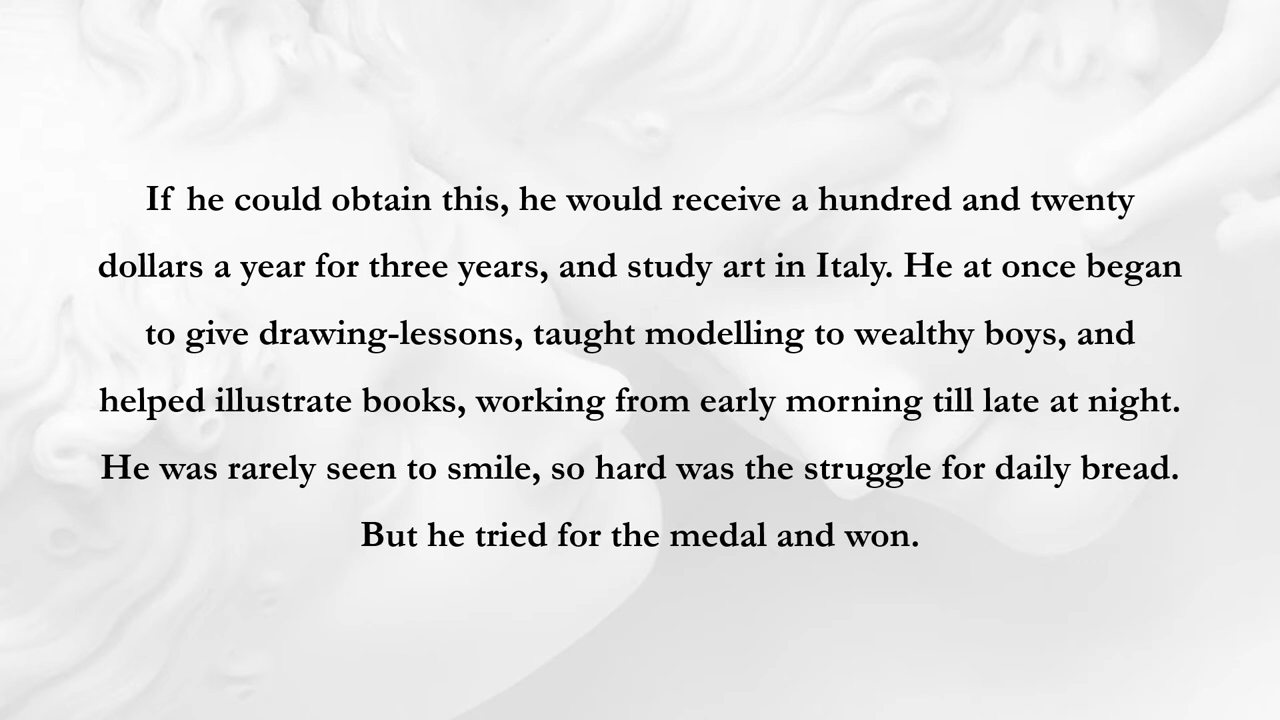 If he could obtain this, he would receive a hundred and twenty
dollars a year for three years, and study art in Italy. He at once began
to give drawing-lessons, taught modelling to wealthy boys, and
helped illustrate books, working from early morning till late at night.
He was rarely seen to smile, so hard was the struggle for daily bread.
But he tried for the medal and won.